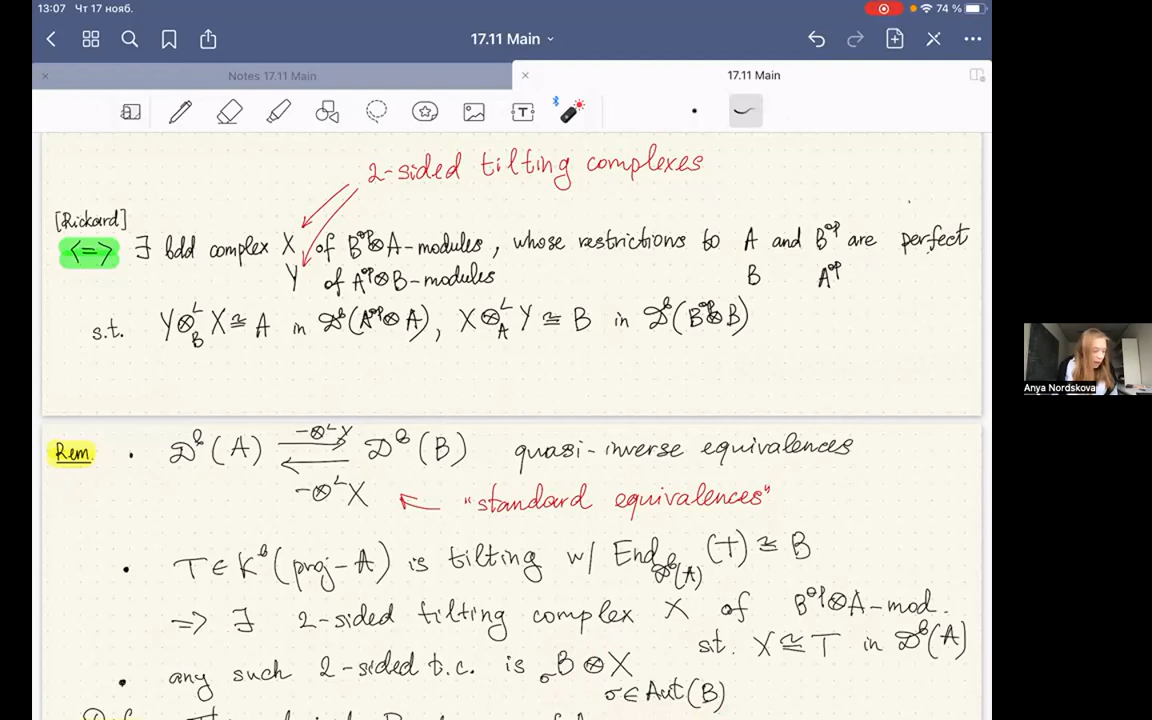 13:07 Чт 17 нояб.
74 %
17.11 Main
Notes 17.11 Main
17.11 Main
2-sided tilting complexes
[Rickard]
<=> ∃ bdd complex X of B^op⊗A-modules, whose restrictions to A and B^op are perfect
Y of A^op⊗B-modules B A^op
s.t. Y⊗^L_B X ≅ A in D^b(A^op⊗A), X⊗^L_A Y ≅ B in D^b(B^op⊗B)
-⊗^L Y
Rem. • D^b(A) ⇄ D^b(B) quasi-inverse equivalences
-⊗^L X ← "standard equivalences"
• T ∈ K^b(proj-A) is tilting w/ End_D^b(A) (T) ≅ B
=> ∃ 2-sided tilting complex X of B^op⊗A-mod.
s.t. X ≅ T in D^b(A)
• any such 2-sided t.c. is _σB ⊗ X
σ ∈ Aut(B)
Anya Nordskova